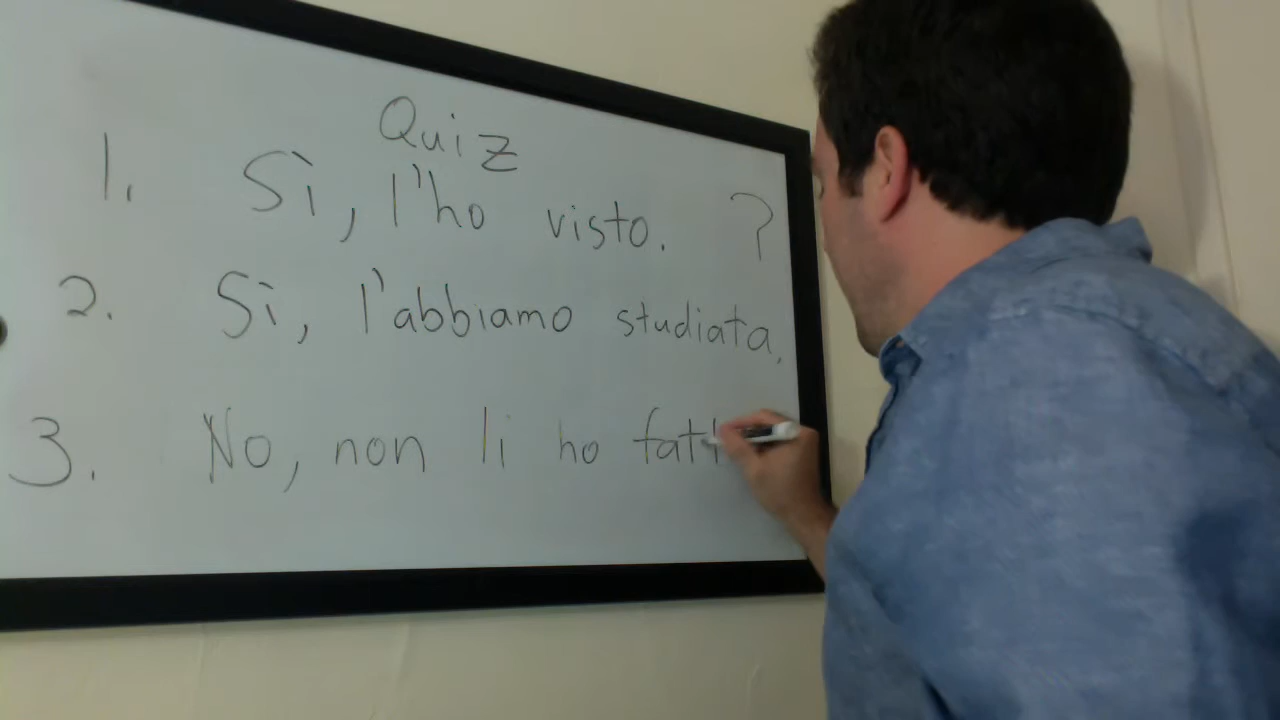 Quiz
1. Sì, l'ho visto. ?
2. Sì, l'abbiamo studiata.
3. No, non li ho fatt